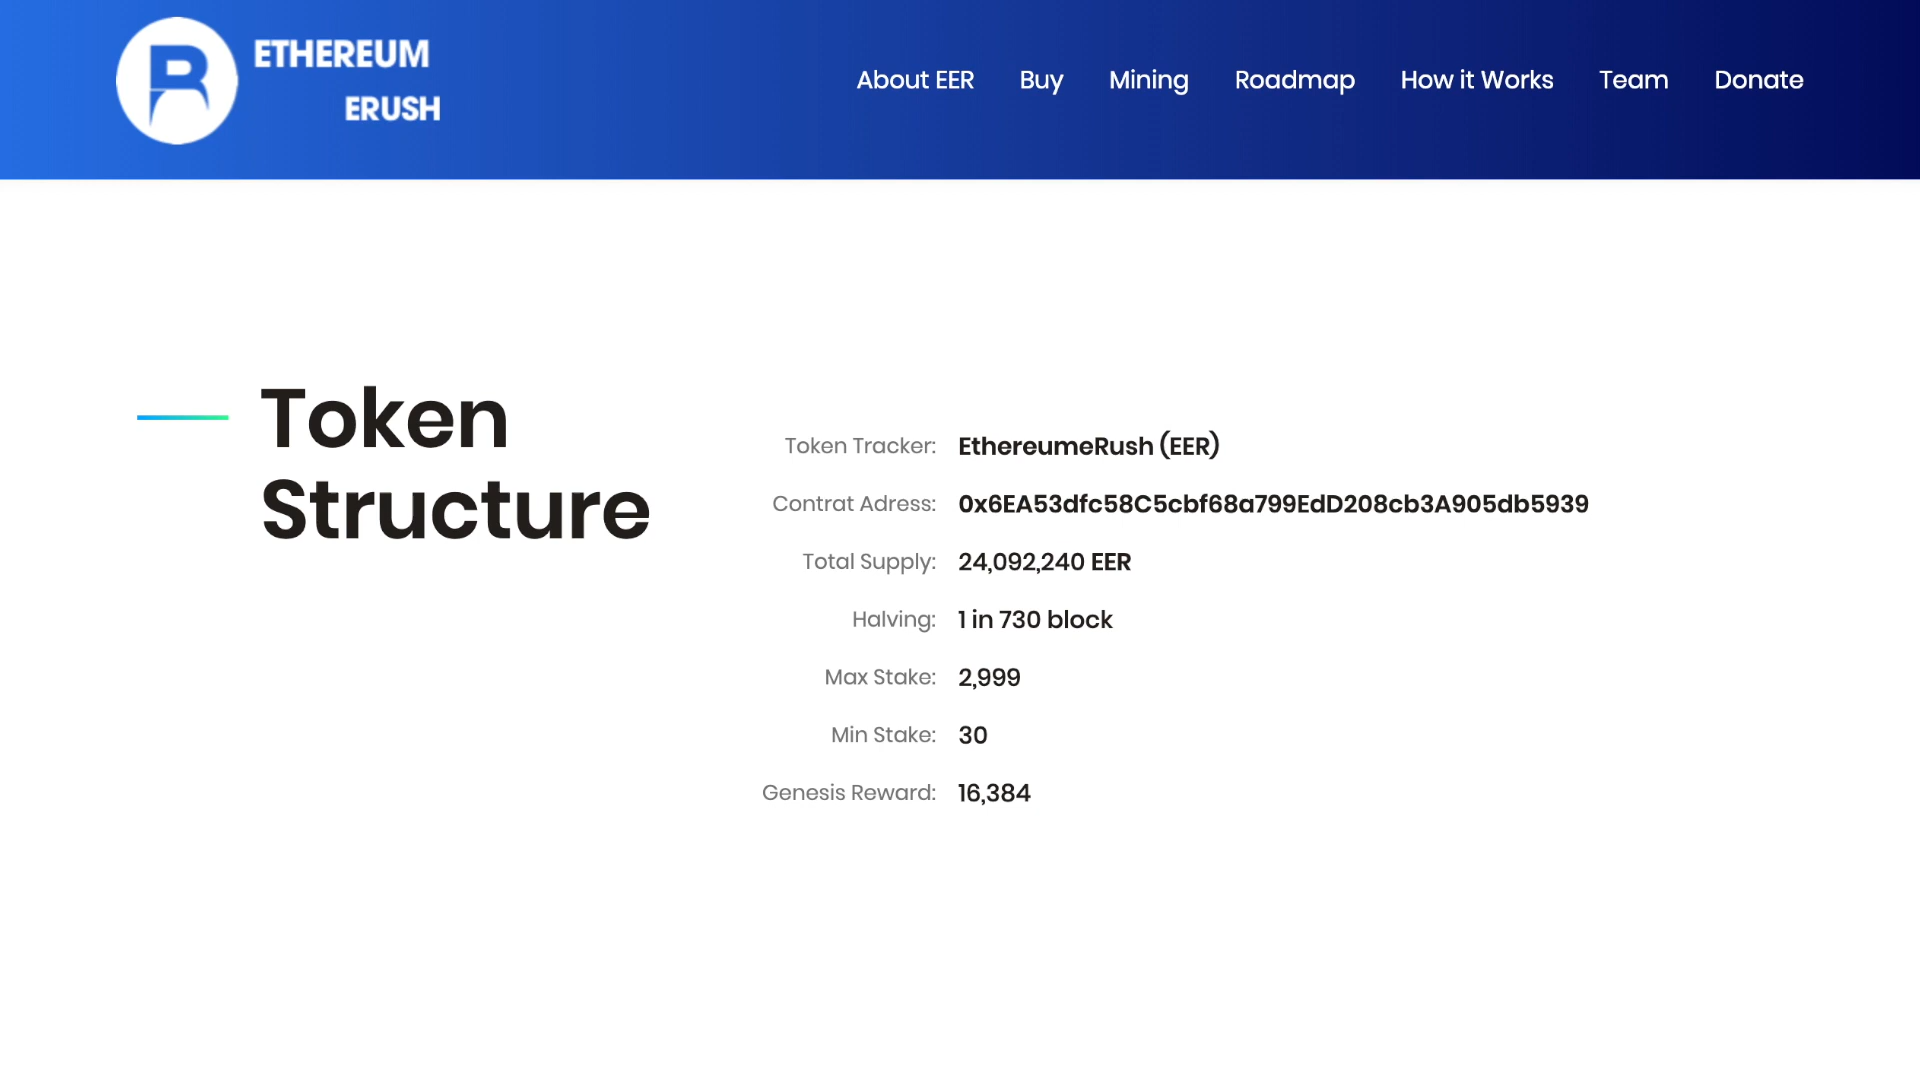 ETHEREUM
ERUSH
About EER Buy Mining Roadmap How it Works Team Donate
Token
Structure
Token Tracker: EthereumeRush (EER)
Contrat Adress: 0x6EA53dfc58C5cbf68a799EdD208cb3A905db5939
Total Supply: 24,092,240 EER
Halving: 1 in 730 block
Max Stake: 2,999
Min Stake: 30
Genesis Reward: 16,384